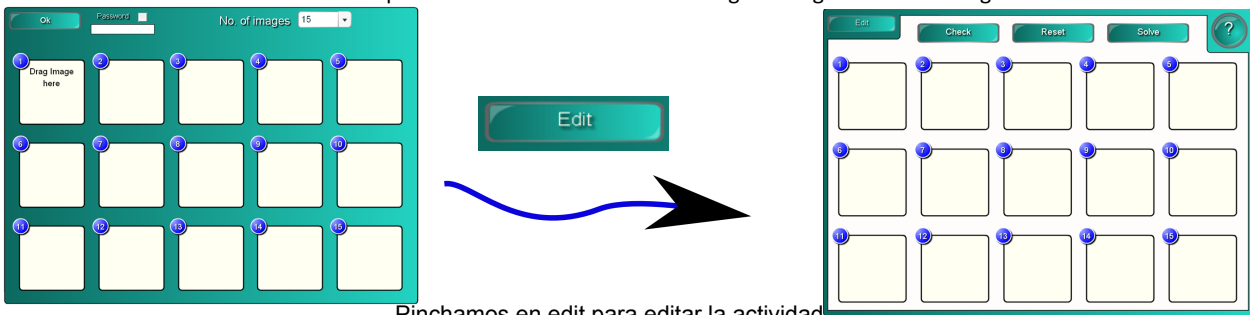 Ok
Password
No. of images 15
1 2 3 4 5
Drag Image
here
6 7 8 9 10
11 12 13 14 15
Edit
Edit
Check
Reset
Solve
?
1 2 3 4 5
6 7 8 9 10
11 12 13 14 15
Pinchamos en edit para editar la actividad